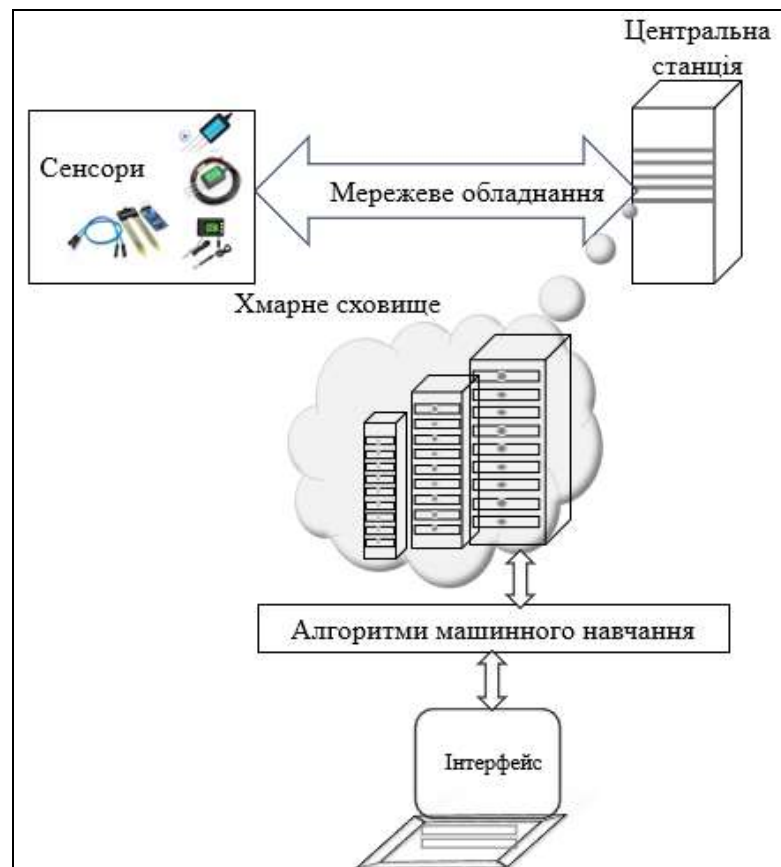 Центральна
станція
Сенсори
Мережеве обладнання
Хмарне сховище
Алгоритми машинного навчання
Інтерфейс